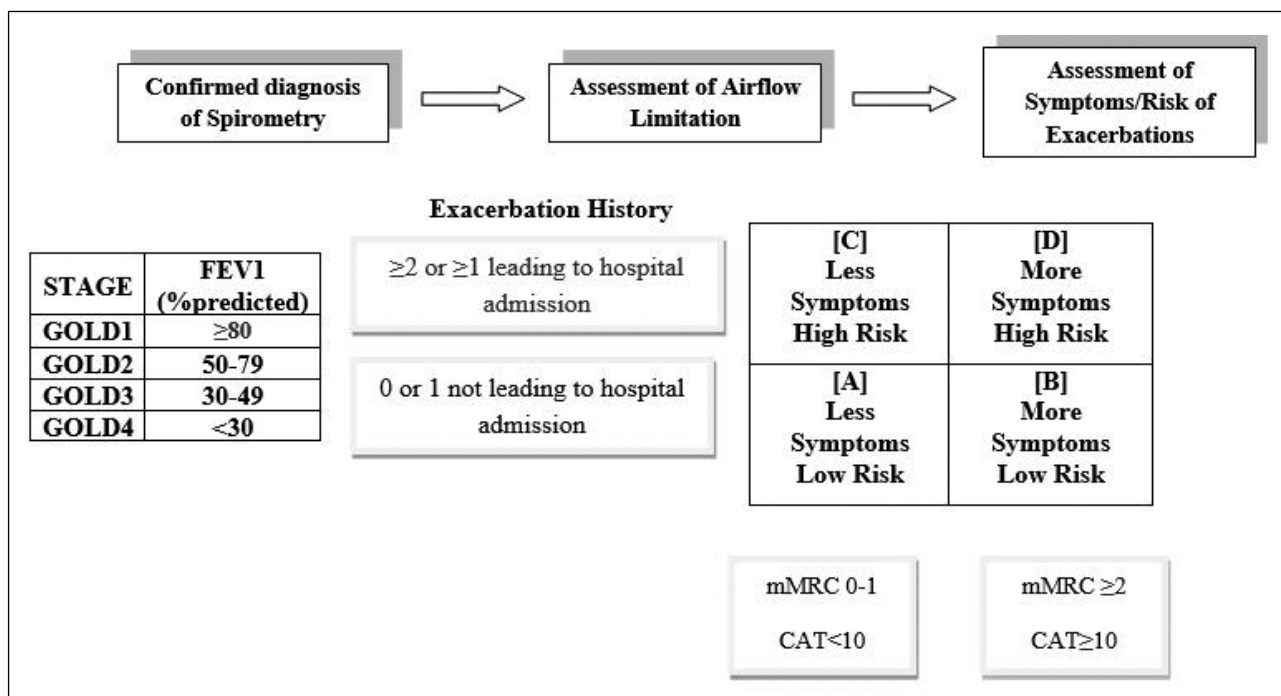 Confirmed diagnosis
of Spirometry
Assessment of Airflow
Limitation
Assessment of
Symptoms/Risk of
Exacerbations
Exacerbation History
STAGE
FEV1
(%predicted)
GOLD1 ≥80
GOLD2 50-79
GOLD3 30-49
GOLD4 <30
≥2 or ≥1 leading to hospital
admission
0 or 1 not leading to hospital
admission
[C]
Less
Symptoms
High Risk
[D]
More
Symptoms
High Risk
[A]
Less
Symptoms
Low Risk
[B]
More
Symptoms
Low Risk
mMRC 0-1
CAT<10
mMRC ≥2
CAT≥10